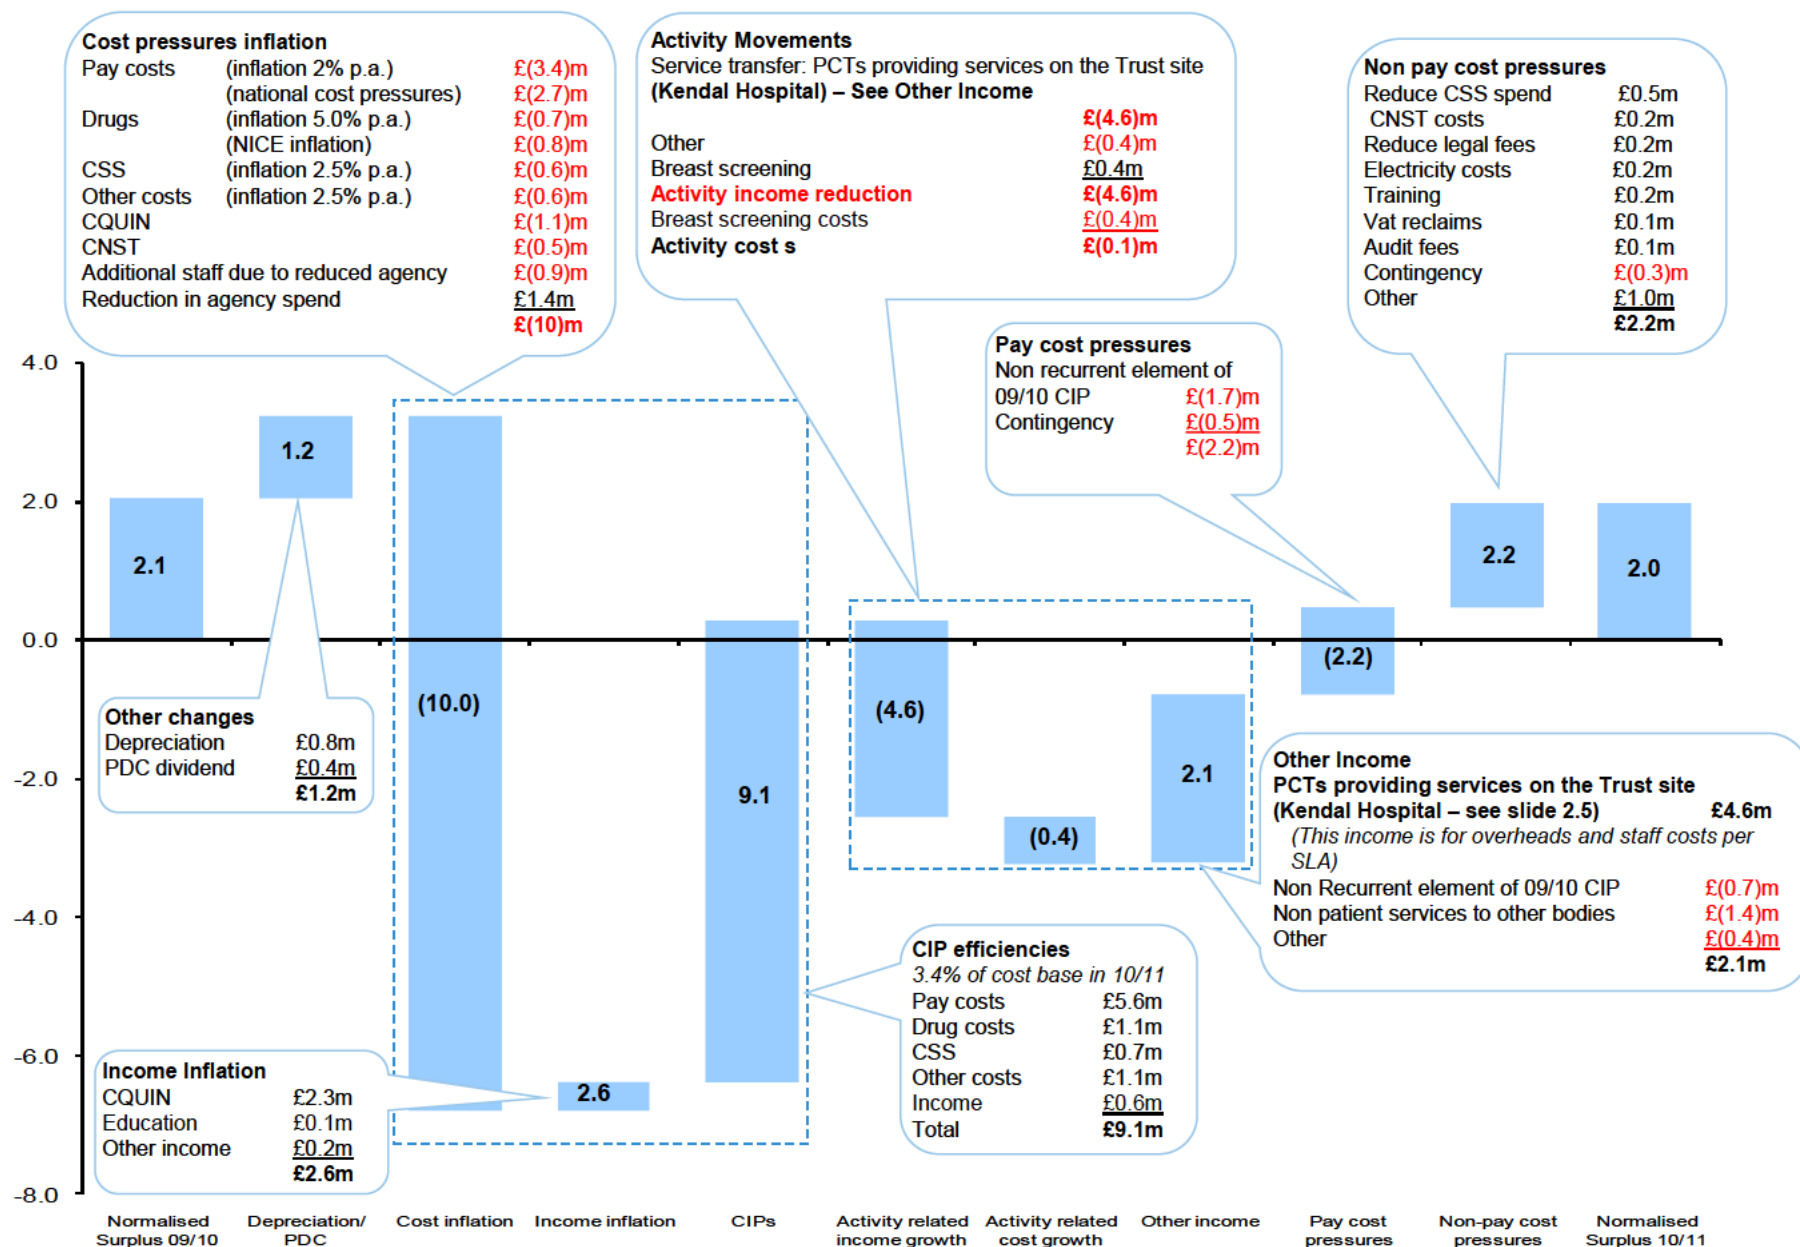 Cost pressures inflation
Pay costs (inflation 2% p.a.) £(3.4)m
(national cost pressures) £(2.7)m
Drugs (inflation 5.0% p.a.) £(0.7)m
(NICE inflation) £(0.8)m
CSS (inflation 2.5% p.a.) £(0.6)m
Other costs (inflation 2.5% p.a.) £(0.6)m
CQUIN £(1.1)m
CNST £(0.5)m
Additional staff due to reduced agency £(0.9)m
Reduction in agency spend £1.4m
£(10)m
Activity Movements
Service transfer: PCTs providing services on the Trust site
(Kendal Hospital) – See Other Income
£(4.6)m
Other £(0.4)m
Breast screening £0.4m
Activity income reduction £(4.6)m
Breast screening costs £(0.4)m
Activity cost s £(0.1)m
Non pay cost pressures
Reduce CSS spend £0.5m
CNST costs £0.2m
Reduce legal fees £0.2m
Electricity costs £0.2m
Training £0.2m
Vat reclaims £0.1m
Audit fees £0.1m
Contingency £(0.3)m
Other £1.0m
£2.2m
Pay cost pressures
Non recurrent element of
09/10 CIP £(1.7)m
Contingency £(0.5)m
£(2.2)m
4.0
2.0
0.0
-2.0
-4.0
-6.0
-8.0
2.1
1.2
(10.0)
2.6
9.1
(4.6)
(0.4)
2.1
(2.2)
2.2
2.0
Other changes
Depreciation £0.8m
PDC dividend £0.4m
£1.2m
Other Income
PCTs providing services on the Trust site
(Kendal Hospital – see slide 2.5) £4.6m
(This income is for overheads and staff costs per
SLA)
Non Recurrent element of 09/10 CIP £(0.7)m
Non patient services to other bodies £(1.4)m
Other £(0.4)m
£2.1m
CIP efficiencies
3.4% of cost base in 10/11
Pay costs £5.6m
Drug costs £1.1m
CSS £0.7m
Other costs £1.1m
Income £0.6m
Total £9.1m
Income Inflation
CQUIN £2.3m
Education £0.1m
Other income £0.2m
£2.6m
Normalised
Surplus 09/10
Depreciation/
PDC
Cost inflation
Income inflation
CIPs
Activity related
income growth
Activity related
cost growth
Other income
Pay cost
pressures
Non-pay cost
pressures
Normalised
Surplus 10/11